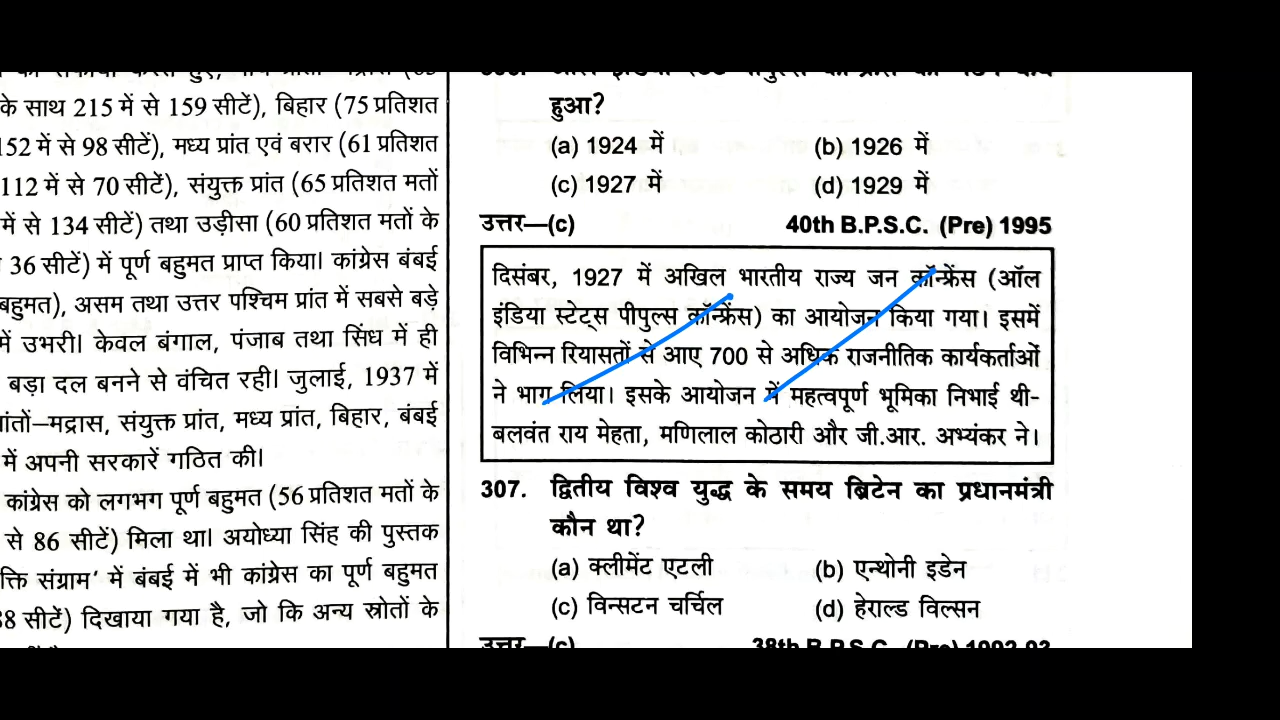 के साथ 215 में से 159 सीटें), बिहार (75 प्रतिशत
152 में से 98 सीटें), मध्य प्रांत एवं बरार (61 प्रतिशत
112 में से 70 सीटें), संयुक्त प्रांत (65 प्रतिशत मतों
में से 134 सीटें) तथा उड़ीसा (60 प्रतिशत मतों के
36 सीटें) में पूर्ण बहुमत प्राप्त किया। कांग्रेस बंबई
बहुमत), असम तथा उत्तर पश्चिम प्रांत में सबसे बड़े
में उभरी। केवल बंगाल, पंजाब तथा सिंध में ही
बड़ा दल बनने से वंचित रही। जुलाई, 1937 में
ांतों–मद्रास, संयुक्त प्रांत, मध्य प्रांत, बिहार, बंबई
में अपनी सरकारें गठित की।
कांग्रेस को लगभग पूर्ण बहुमत (56 प्रतिशत मतों के
से 86 सीटें) मिला था। अयोध्या सिंह की पुस्तक
क्ति संग्राम' में बंबई में भी कांग्रेस का पूर्ण बहुमत
88 सीटें) दिखाया गया है, जो कि अन्य स्रोतों के
हुआ?
(a) 1924 में (b) 1926 में
(c) 1927 में (d) 1929 में
उत्तर—(c) 40th B.P.S.C. (Pre) 1995
दिसंबर, 1927 में अखिल भारतीय राज्य जन कॉन्फ्रेंस (ऑल
इंडिया स्टेट्स पीपुल्स कॉन्फ्रेंस) का आयोजन किया गया। इसमें
विभिन्न रियासतों से आए 700 से अधिक राजनीतिक कार्यकर्ताओं
ने भाग लिया। इसके आयोजन में महत्वपूर्ण भूमिका निभाई थी-
बलवंत राय मेहता, मणिलाल कोठारी और जी.आर. अभ्यंकर ने।
307. द्वितीय विश्व युद्ध के समय ब्रिटेन का प्रधानमंत्री
कौन था?
(a) क्लीमेंट एटली (b) एन्थोनी इडेन
(c) विन्सटन चर्चिल (d) हेराल्ड विल्सन
उत्तर—(c) 38th B.P.S.C. (Pre) 1992-93